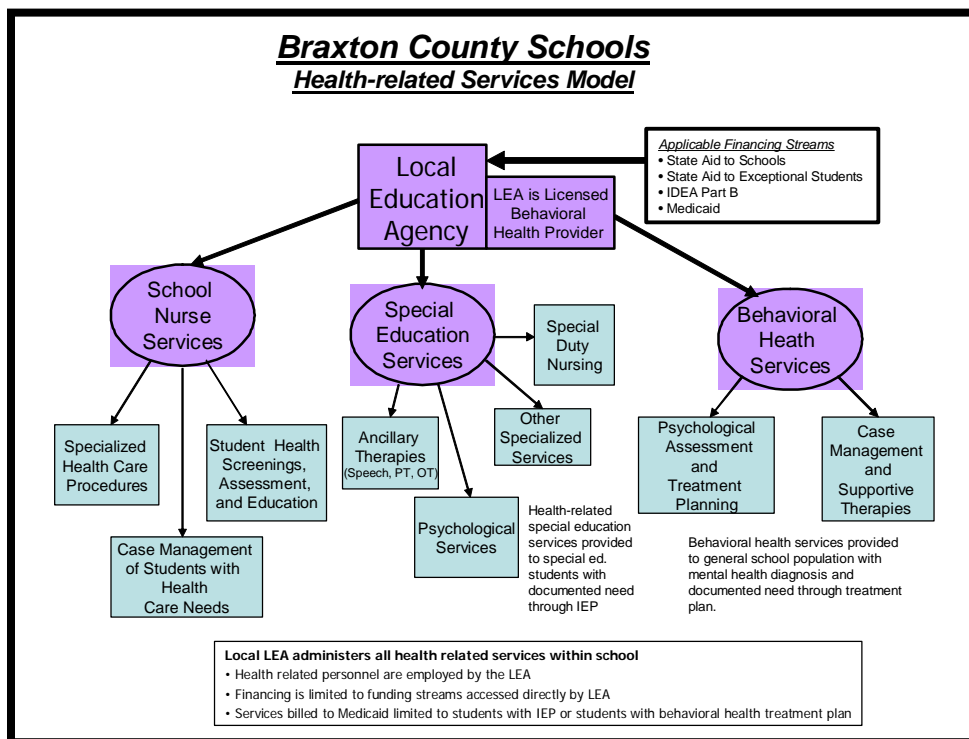 Braxton County Schools
Health-related Services Model
Applicable Financing Streams
• State Aid to Schools
• State Aid to Exceptional Students
• IDEA Part B
• Medicaid
Local
Education
Agency
LEA is Licensed
Behavioral
Health Provider
School
Nurse
Services
Special
Education
Services
Special
Duty
Nursing
Behavioral
Heath
Services
Specialized
Health Care
Procedures
Student Health
Screenings,
Assessment,
and Education
Case Management
of Students with
Health
Care Needs
Ancillary
Therapies
(Speech, PT, OT)
Other
Specialized
Services
Psychological
Services
Health-related
special education
services provided
to special ed.
students with
documented need
through IEP
Psychological
Assessment
and
Treatment
Planning
Case
Management
and
Supportive
Therapies
Behavioral health services provided
to general school population with
mental health diagnosis and
documented need through treatment
plan.
Local LEA administers all health related services within school
• Health related personnel are employed by the LEA
• Financing is limited to funding streams accessed directly by LEA
• Services billed to Medicaid limited to students with IEP or students with behavioral health treatment plan